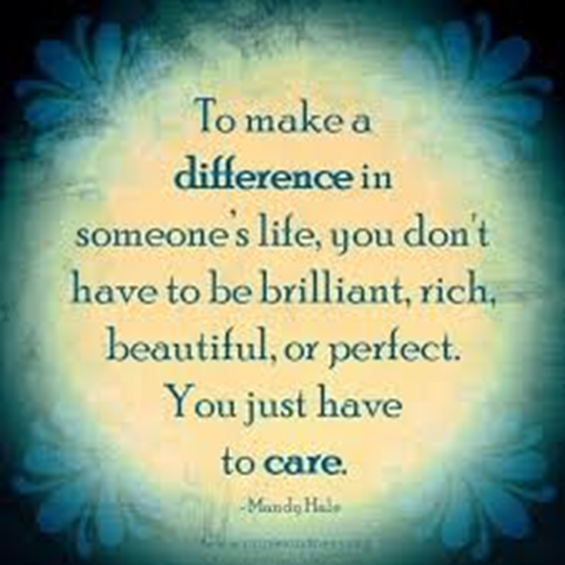 To make a
difference in
someone's life, you don't
have to be brilliant, rich,
beautiful, or perfect.
You just have
to care.
-Mandy Hale